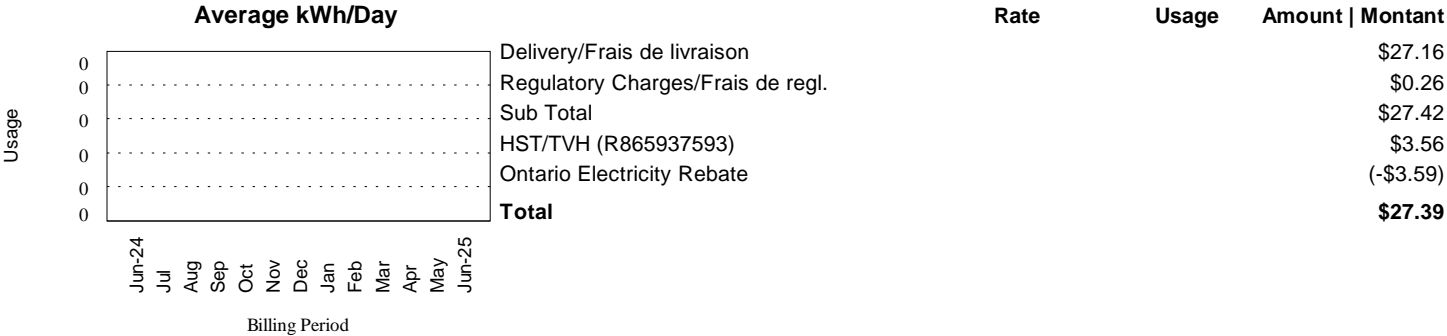 Average kWh/Day
Rate Usage Amount | Montant
Usage
0
0
0
0
0
0
Jun-24
Jul
Aug
Sep
Oct
Nov
Dec
Jan
Feb
Mar
Apr
May
Jun-25
Billing Period
Delivery/Frais de livraison $27.16
Regulatory Charges/Frais de regl. $0.26
Sub Total $27.42
HST/TVH (R865937593) $3.56
Ontario Electricity Rebate (-$3.59)
Total $27.39